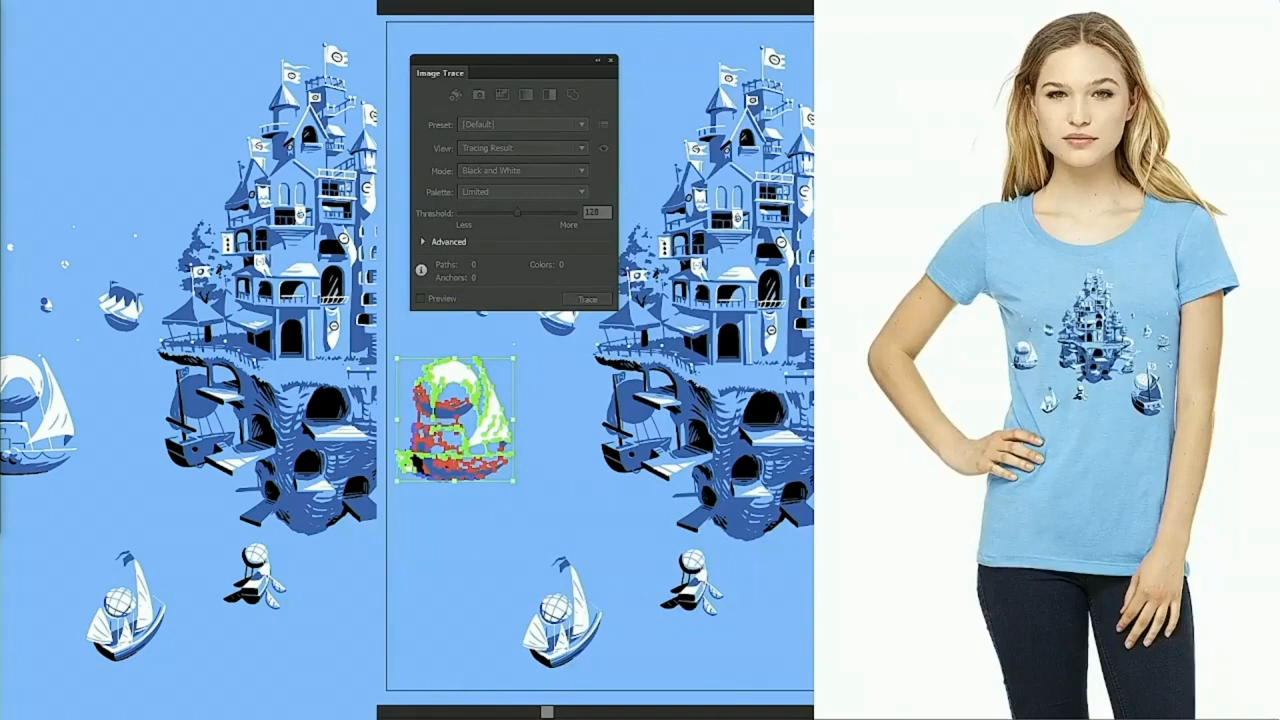 Image Trace
Preset: [Default]
View: Tracing Result
Mode: Black and White
Palette: Limited
Threshold: 128
Less More
Advanced
Paths: 0 Colors: 0
Anchors: 0
Preview Trace